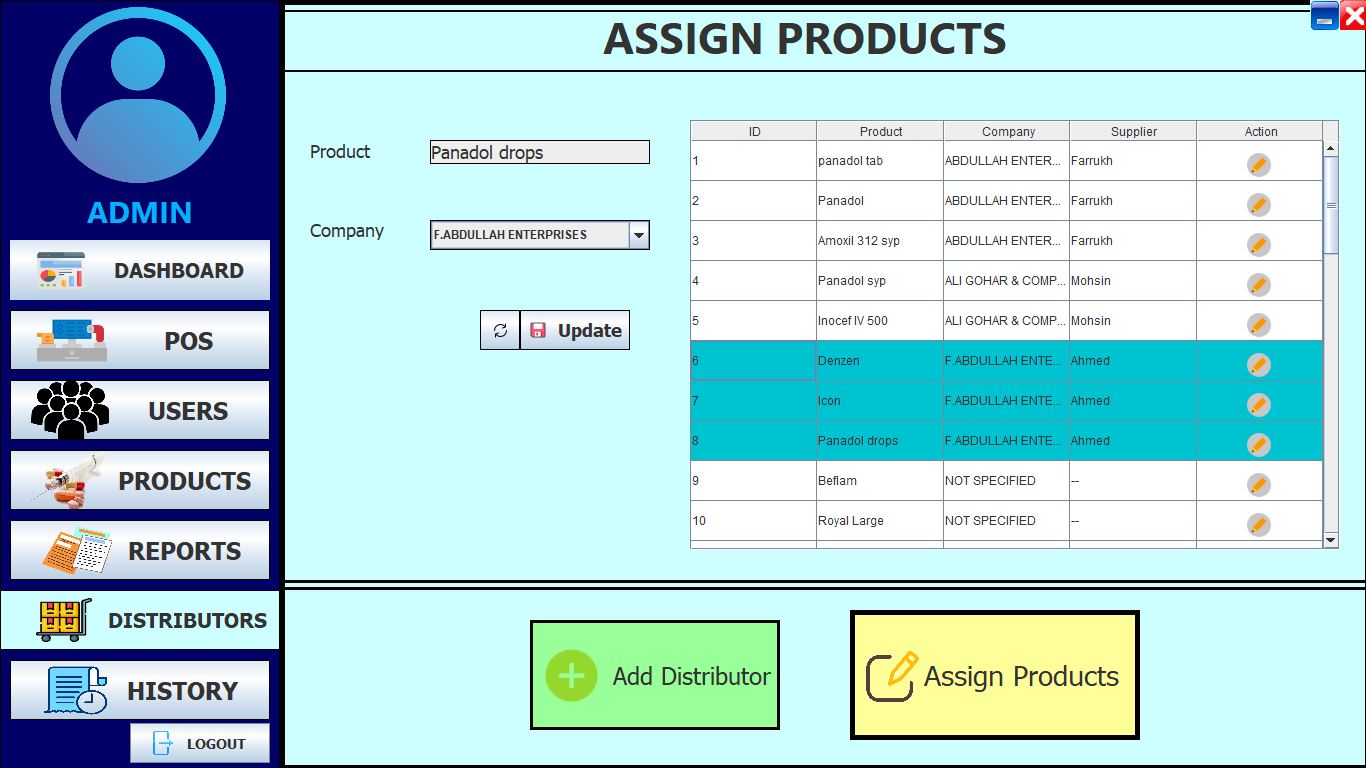 ADMIN
DASHBOARD
POS
USERS
PRODUCTS
REPORTS
DISTRIBUTORS
HISTORY
LOGOUT
ASSIGN PRODUCTS
Product
Panadol drops
Company
F.ABDULLAH ENTERPRISES
Update
ID Product Company Supplier Action
1 panadol tab ABDULLAH ENTER... Farrukh
2 Panadol ABDULLAH ENTER... Farrukh
3 Amoxil 312 syp ABDULLAH ENTER... Farrukh
4 Panadol syp ALI GOHAR & COMP... Mohsin
5 Inocef IV 500 ALI GOHAR & COMP... Mohsin
6 Denzen F.ABDULLAH ENTE... Ahmed
7 Icon F.ABDULLAH ENTE... Ahmed
8 Panadol drops F.ABDULLAH ENTE... Ahmed
9 Beflam NOT SPECIFIED --
10 Royal Large NOT SPECIFIED --
Add Distributor
Assign Products